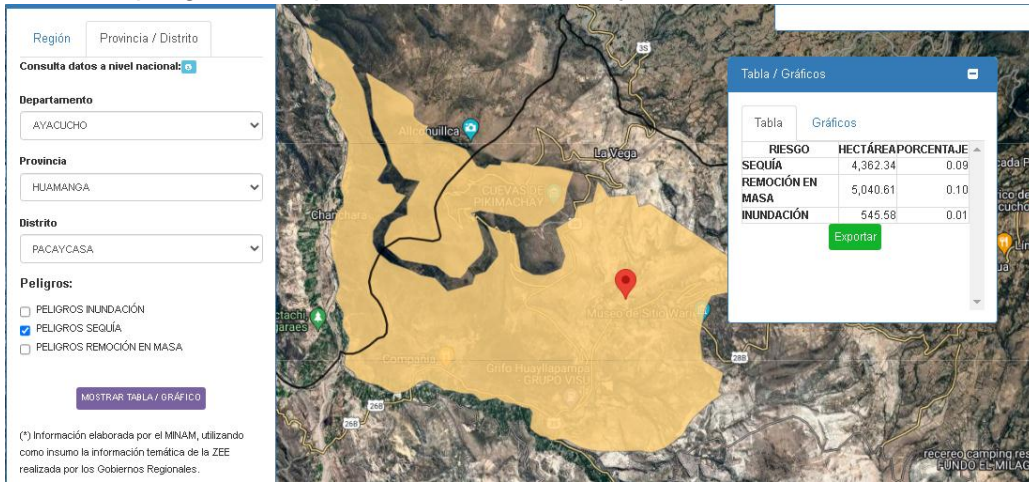 Región Provincia / Distrito
Consulta datos a nivel nacional:
Departamento
AYACUCHO
Provincia
HUAMANGA
Distrito
PACAYCASA
Peligros:
PELIGROS INUNDACIÓN
PELIGROS SEQUÍA
PELIGROS REMOCIÓN EN MASA
MOSTRAR TABLA / GRÁFICO
(*) Información elaborada por el MINAM, utilizando
como insumo la información temática de la ZEE
realizada por los Gobiernos Regionales.
3S
Allcohuillca
La Vega
CUEVAS DE
PIKIMACHAY
Chanchara
Museo de Sitio Wari
Compañia
Grifo Huayllapampa
GRUPO VISU
26B
26B
3S
28B
recereo camping res
FUNDO EL MILAG
Tabla / Gráficos
Tabla Gráficos
RIESGO HECTÁREA PORCENTAJE
SEQUÍA 4,362.34 0.09
REMOCIÓN EN
MASA 5,040.61 0.10
INUNDACIÓN 545.58 0.01
Exportar